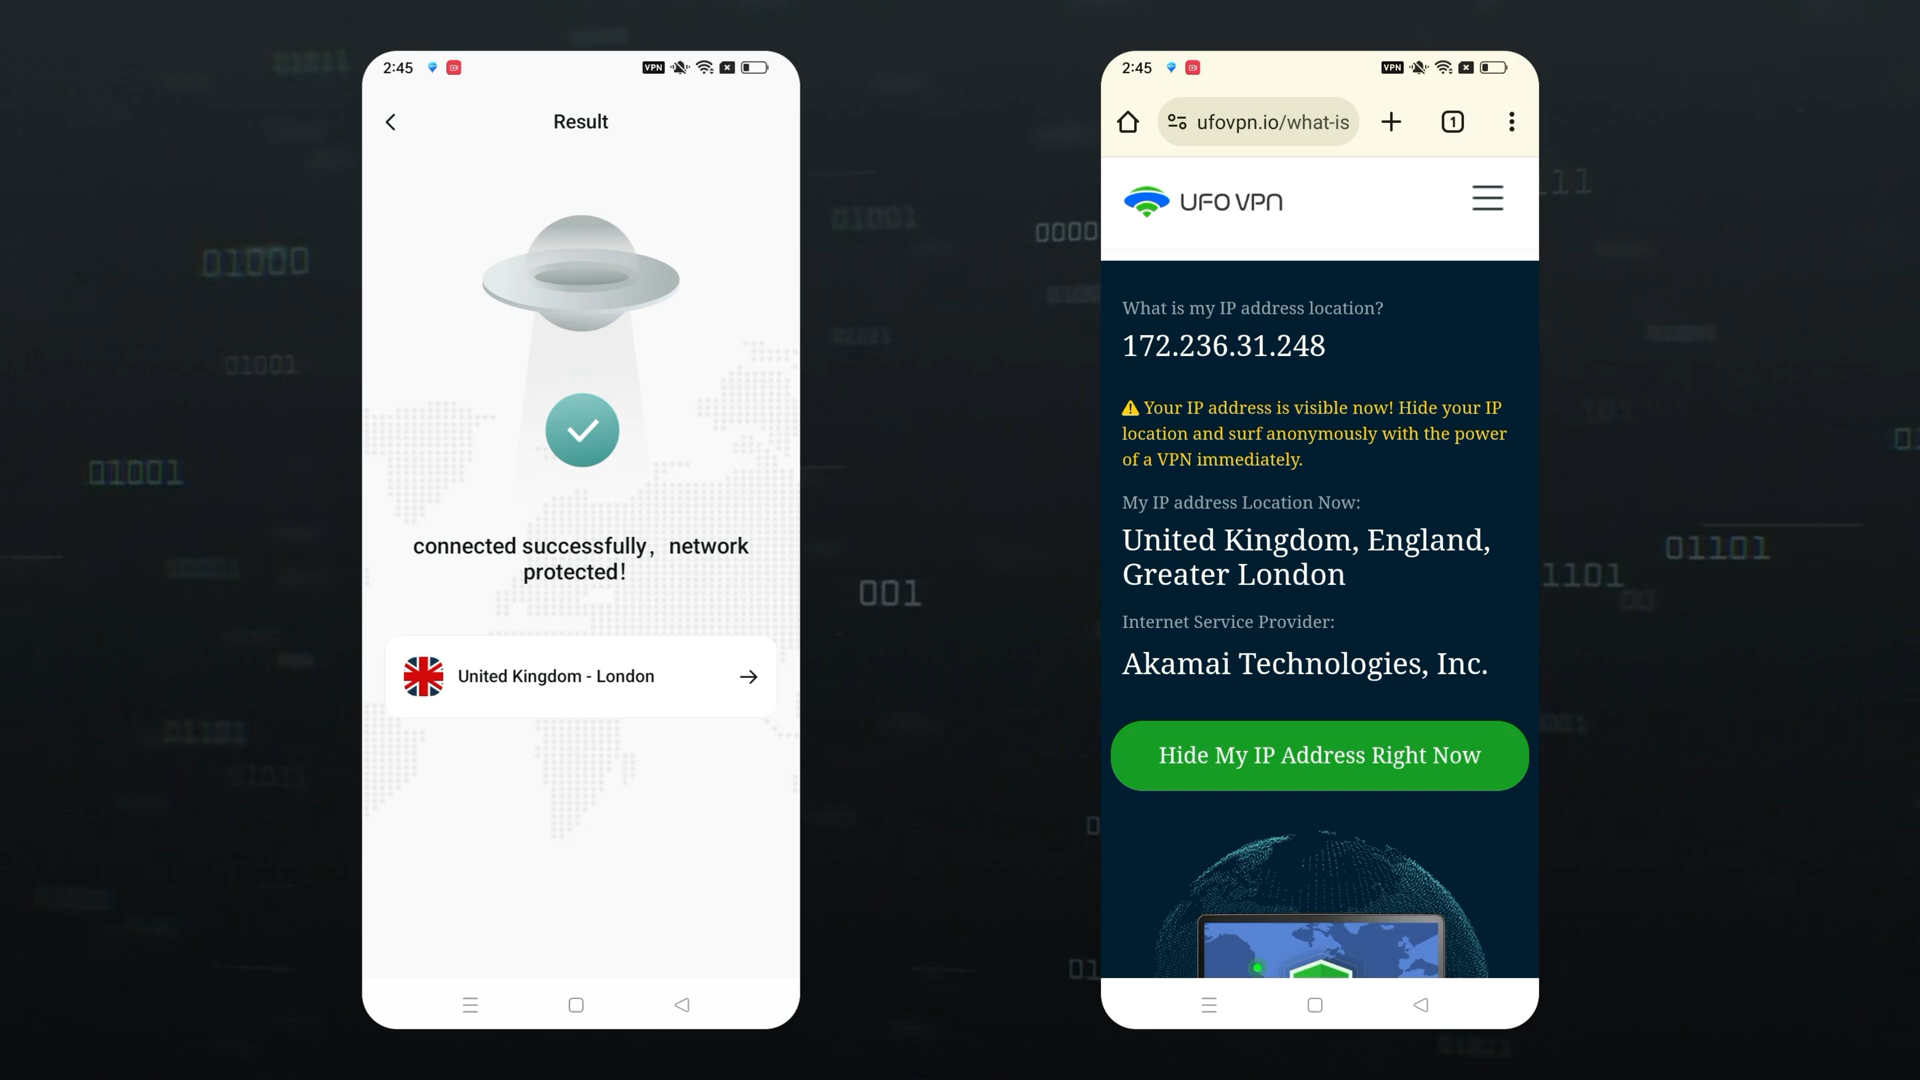 2:45
VPN
Result
connected successfully，network
protected！
United Kingdom - London
2:45
VPN
ufovpn.io/what-is
1
UFO VPN
What is my IP address location?
172.236.31.248
Your IP address is visible now! Hide your IP
location and surf anonymously with the power
of a VPN immediately.
My IP address Location Now:
United Kingdom, England,
Greater London
Internet Service Provider:
Akamai Technologies, Inc.
Hide My IP Address Right Now
01000
01001
01001
001
0000
01001
01101
1101